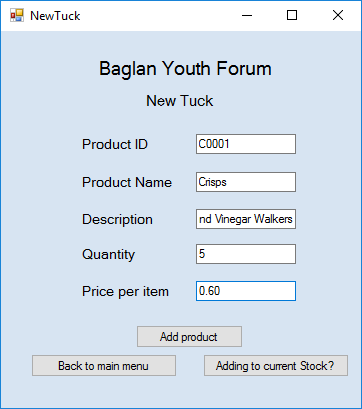 NewTuck
Baglan Youth Forum
New Tuck
Product ID C0001
Product Name Crisps
Description nd Vinegar Walkers
Quantity 5
Price per item 0.60
Add product
Back to main menu Adding to current Stock?